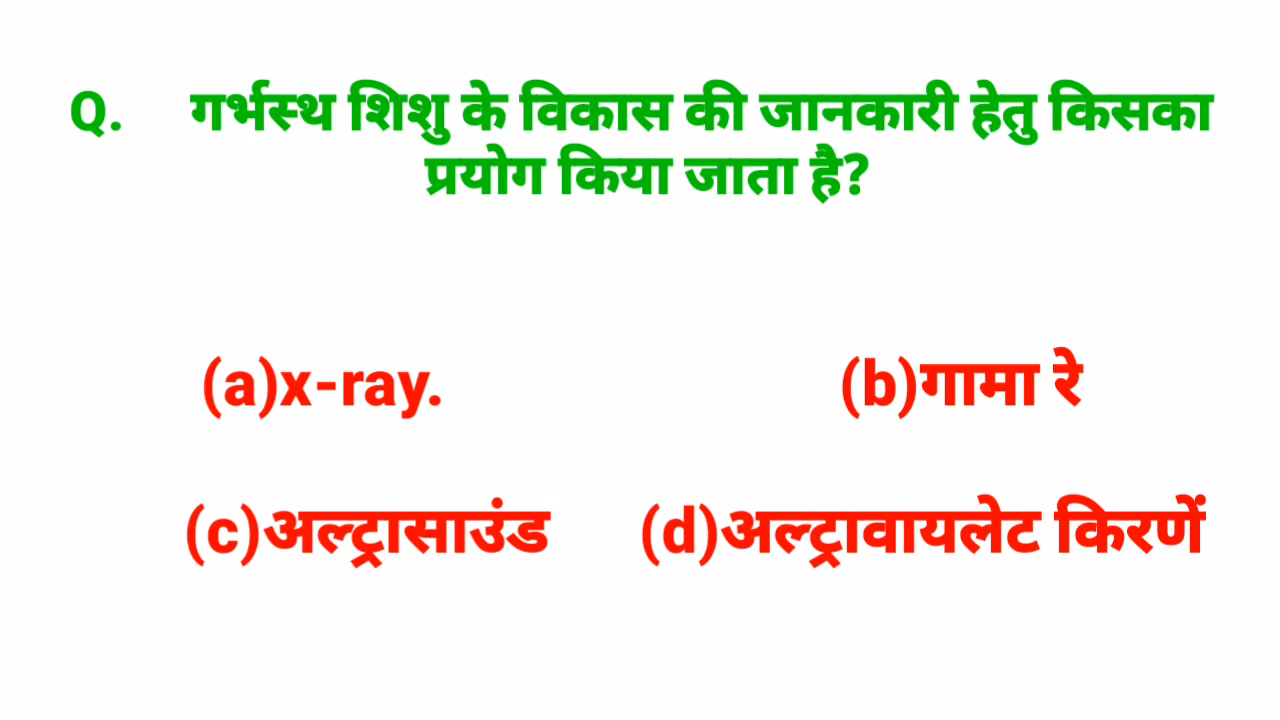 Q. गर्भस्थ शिशु के विकास की जानकारी हेतु किसका
प्रयोग किया जाता है?
(a)x-ray. (b)गामा रे
(c)अल्ट्रासाउंड (d)अल्ट्रावायलेट किरणें